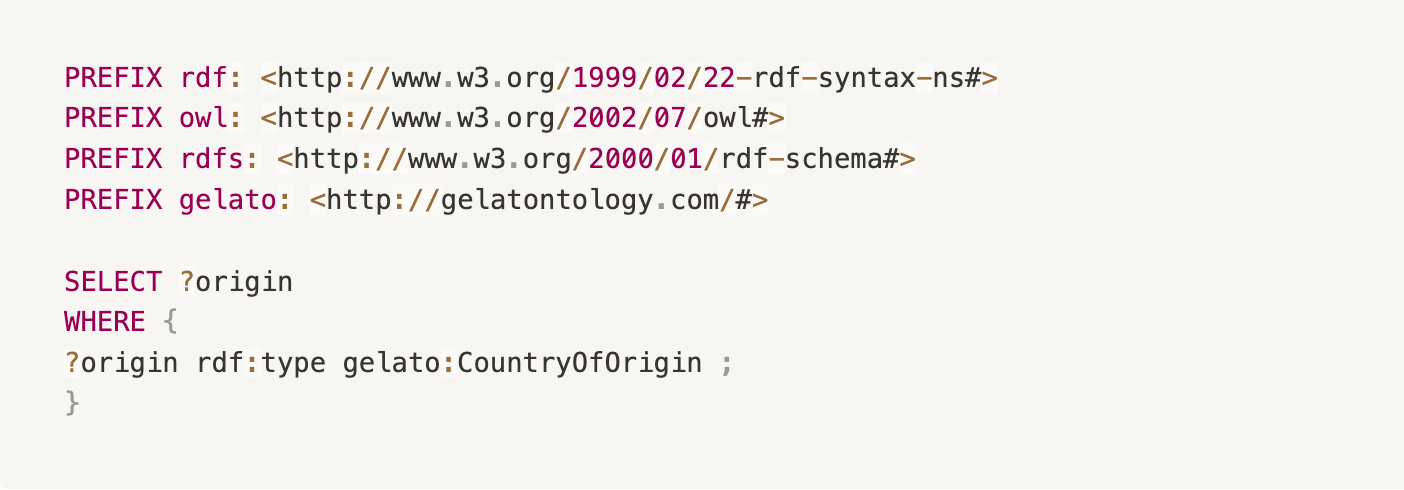 PREFIX rdf: <http://www.w3.org/1999/02/22-rdf-syntax-ns#>
PREFIX owl: <http://www.w3.org/2002/07/owl#>
PREFIX rdfs: <http://www.w3.org/2000/01/rdf-schema#>
PREFIX gelato: <http://gelatontology.com/#>

SELECT ?origin
WHERE {
?origin rdf:type gelato:CountryOfOrigin ;
}